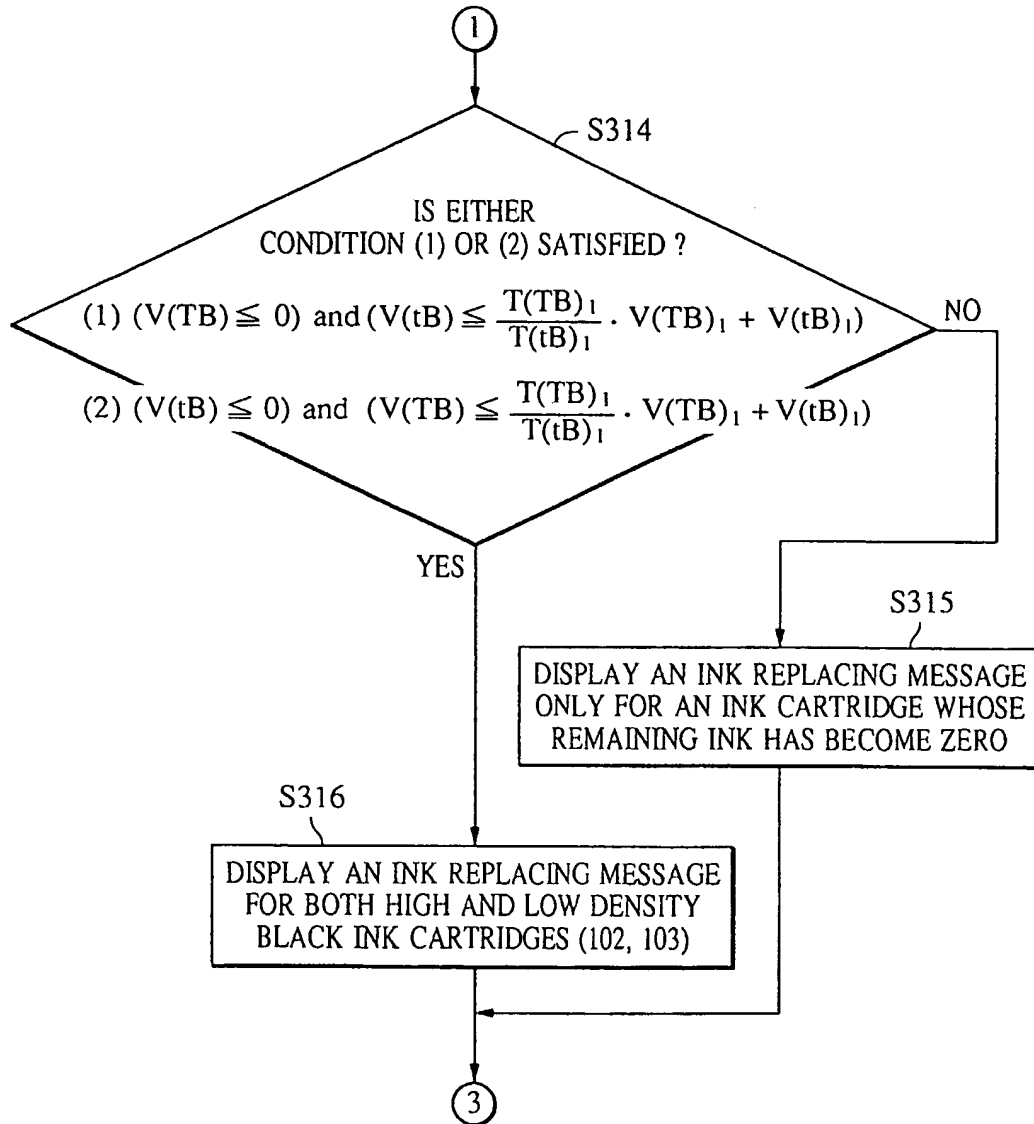 1
S314
IS EITHER
CONDITION (1) OR (2) SATISFIED ?
(1) (V(TB) ≦ 0) and (V(tB) ≦ T(TB)₁ / T(tB)₁ · V(TB)₁ + V(tB)₁)
NO
(2) (V(tB) ≦ 0) and (V(TB) ≦ T(TB)₁ / T(tB)₁ · V(TB)₁ + V(tB)₁)
YES
S315
DISPLAY AN INK REPLACING MESSAGE
ONLY FOR AN INK CARTRIDGE WHOSE
REMAINING INK HAS BECOME ZERO
S316
DISPLAY AN INK REPLACING MESSAGE
FOR BOTH HIGH AND LOW DENSITY
BLACK INK CARTRIDGES (102, 103)
3